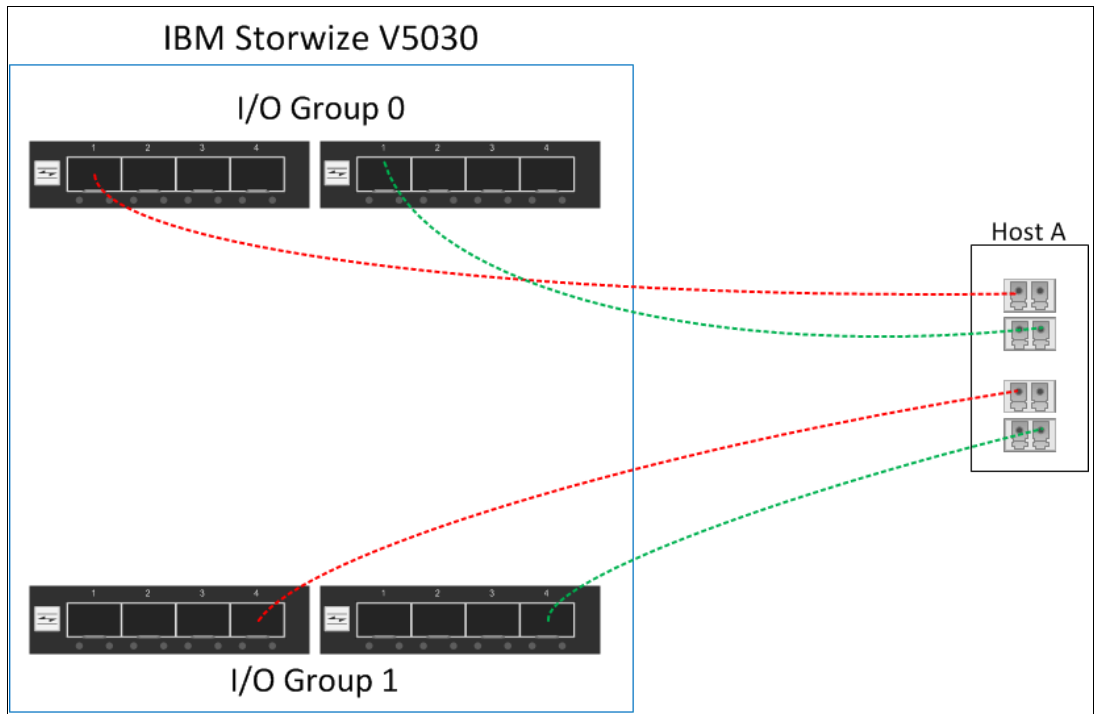 IBM Storwize V5030
I/O Group 0
1 2 3 4 1 2 3 4
Host A
1 2 3 4 1 2 3 4
I/O Group 1